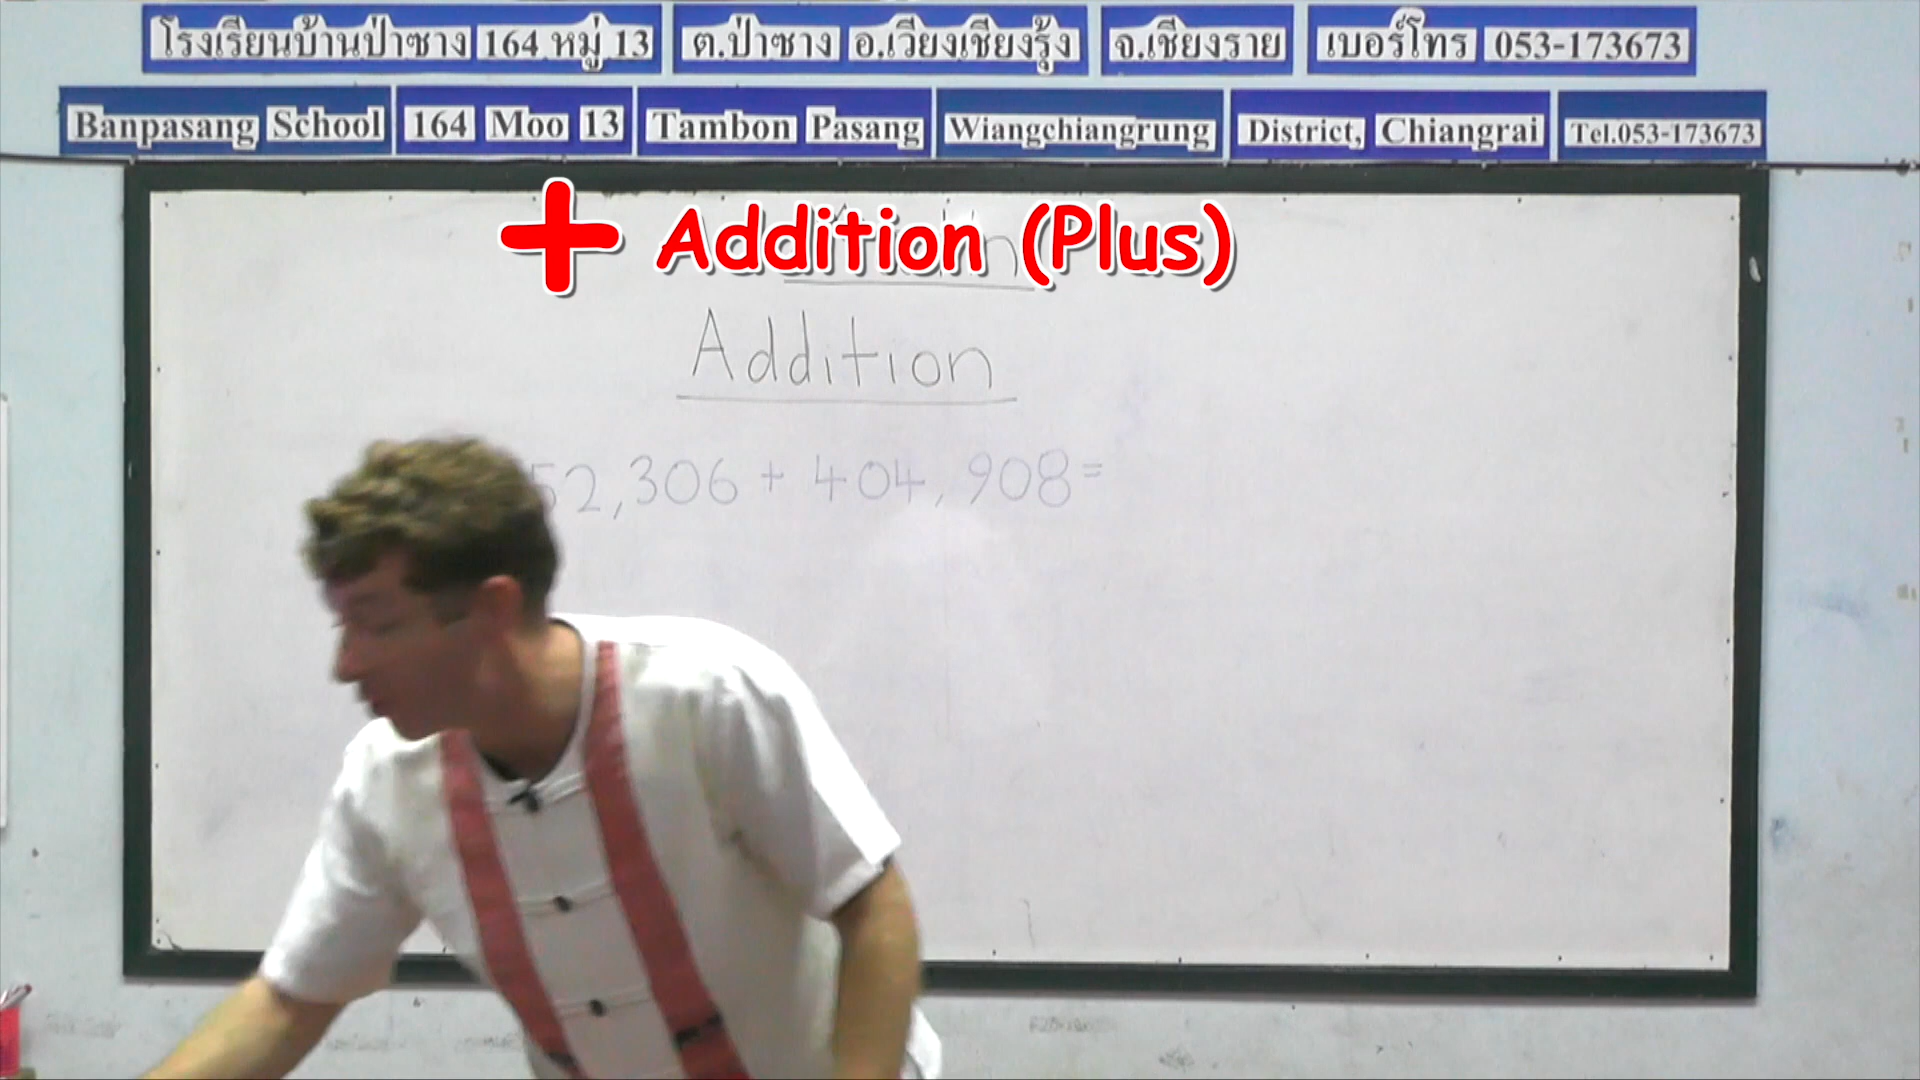 โรงเรียนบ้านป่าซาง 164 หมู่ 13 ต.ป่าซาง อ.เวียงเชียงรุ้ง จ.เชียงราย เบอร์โทร 053-173673
Banpasang School 164 Moo 13 Tambon Pasang Wiangchiangrung District, Chiangrai Tel.053-173673
+ Addition (Plus)
Addition
52,306 + 404,908=